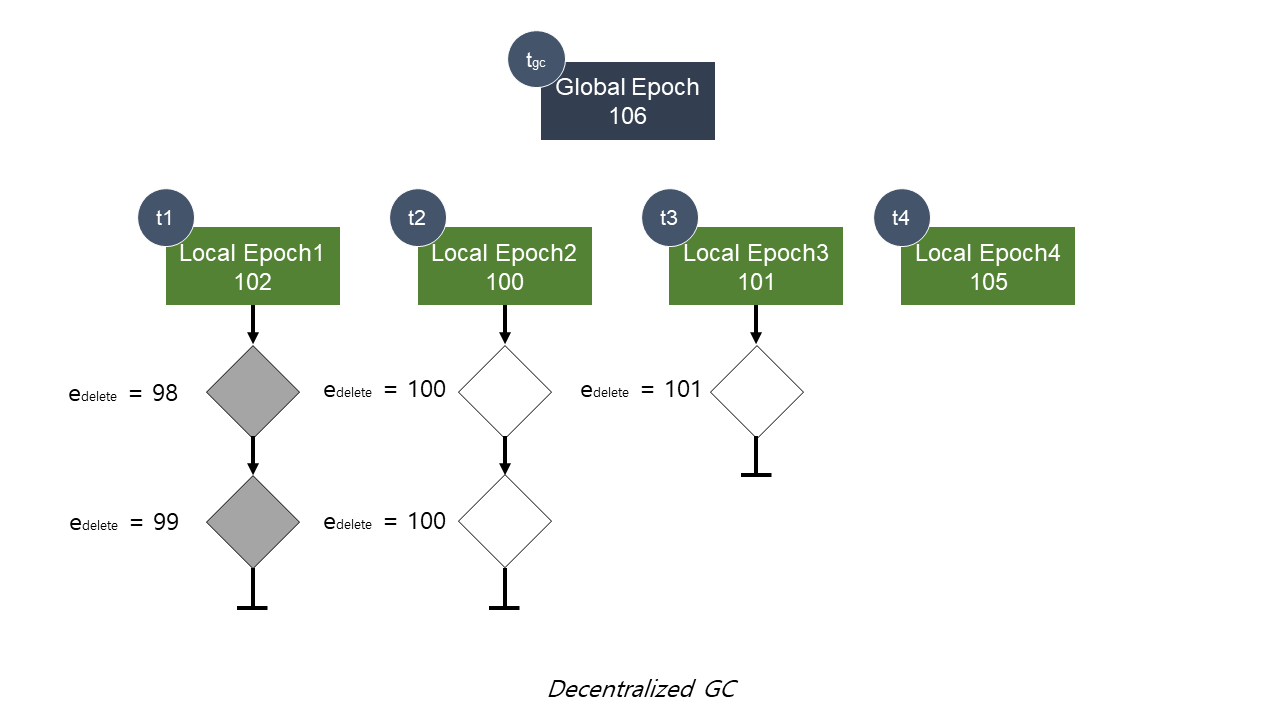 tgc
Global Epoch
106
t1
t2
t3
t4
Local Epoch1
102
Local Epoch2
100
Local Epoch3
101
Local Epoch4
105
edelete = 98
edelete = 100
edelete = 101
edelete = 99
edelete = 100
Decentralized GC